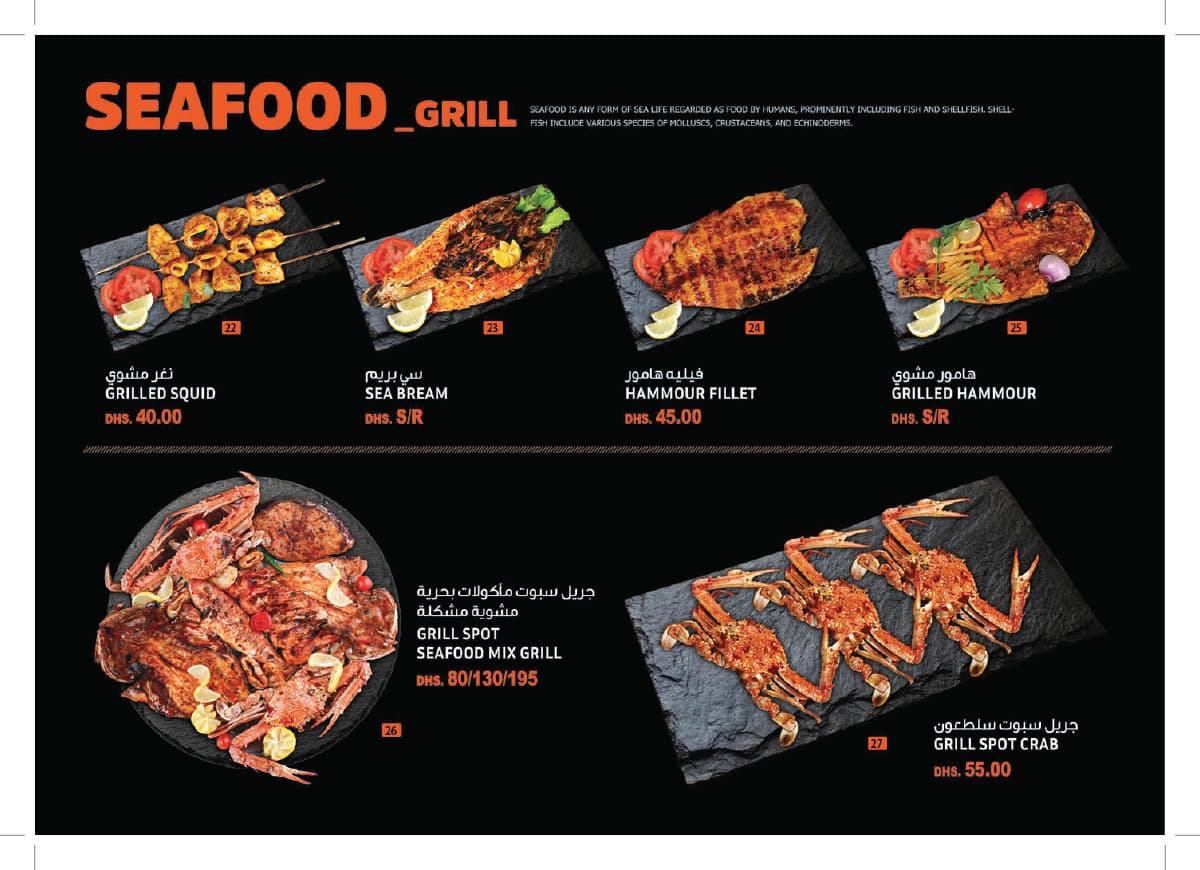 SEAFOOD _GRILL
SEAFOOD IS ANY FORM OF SEA LIFE REGARDED AS FOOD BY HUMANS, PROMINENTLY INCLUDING FISH AND SHELLFISH. SHELL-
FISH INCLUDE VARIOUS SPECIES OF MOLLUSCS, CRUSTACEANS, AND ECHINODERMS.
22
نغر مشوي
GRILLED SQUID
DHS. 40.00
23
سي بريم
SEA BREAM
DHS. S/R
24
فيليه هامور
HAMMOUR FILLET
DHS. 45.00
25
هامور مشوي
GRILLED HAMMOUR
DHS. S/R
جريل سبوت مأكولات بحرية
مشوية مشكلة
GRILL SPOT
SEAFOOD MIX GRILL
DHS. 80/130/195
26
27
جريل سبوت سلطعون
GRILL SPOT CRAB
DHS. 55.00